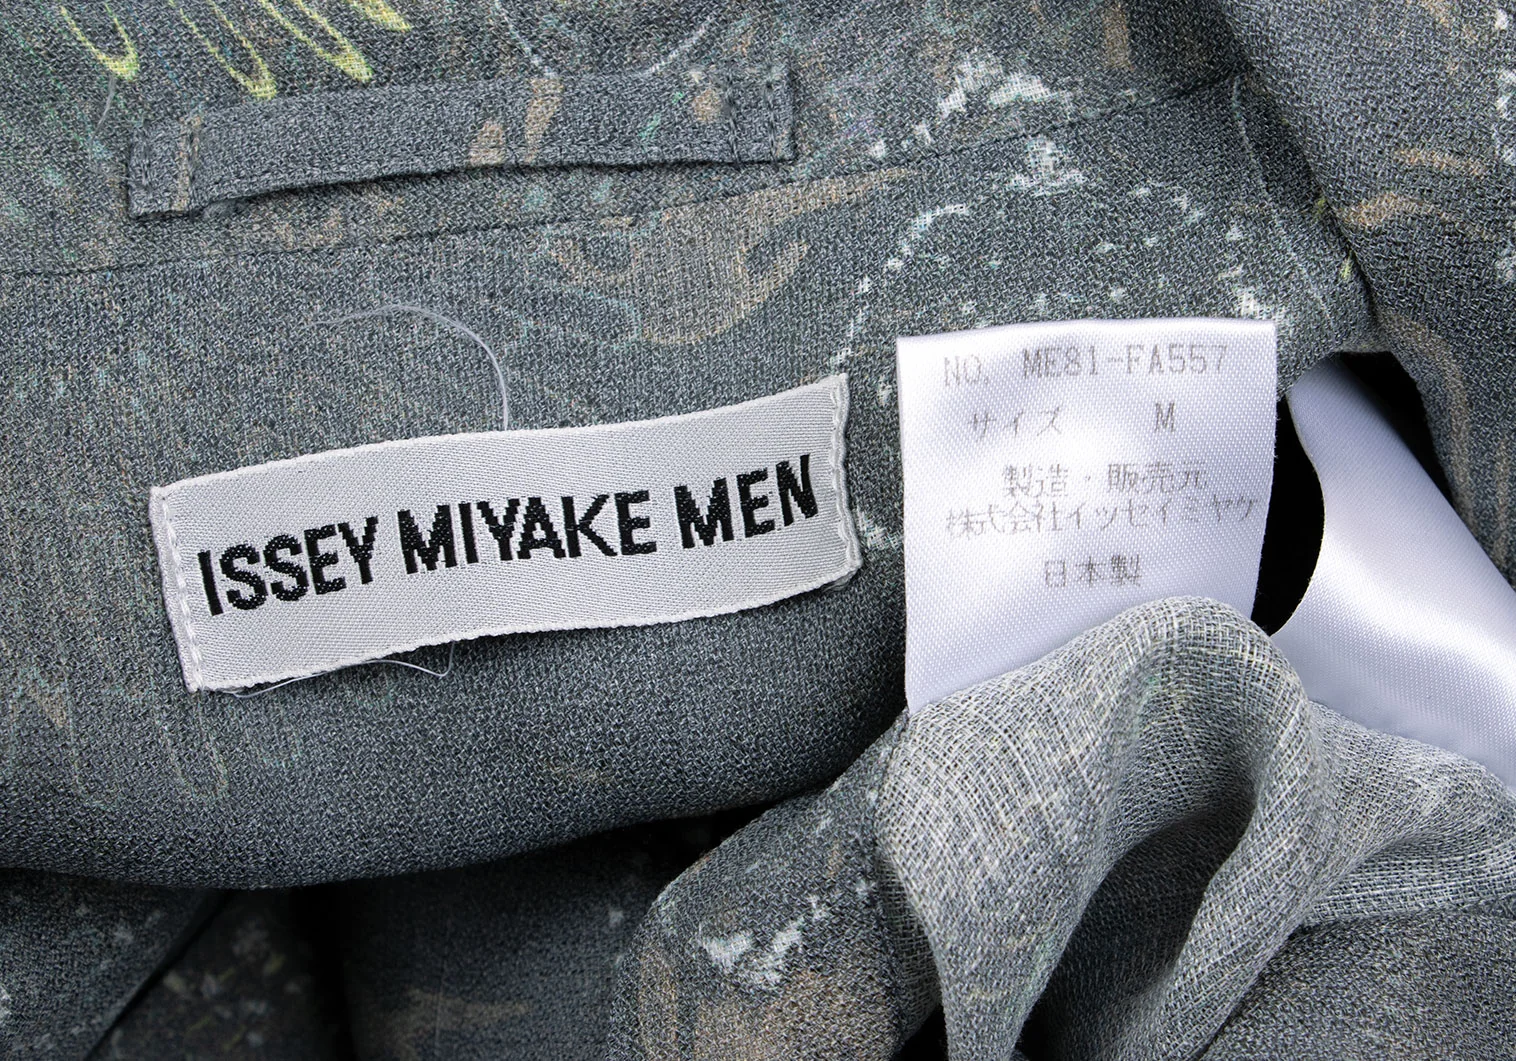 ISSEY MIYAKE MEN
NO. ME81-FA557
サイズ M
製造・販売元
株式会社イッセイ ヤケ
日本製